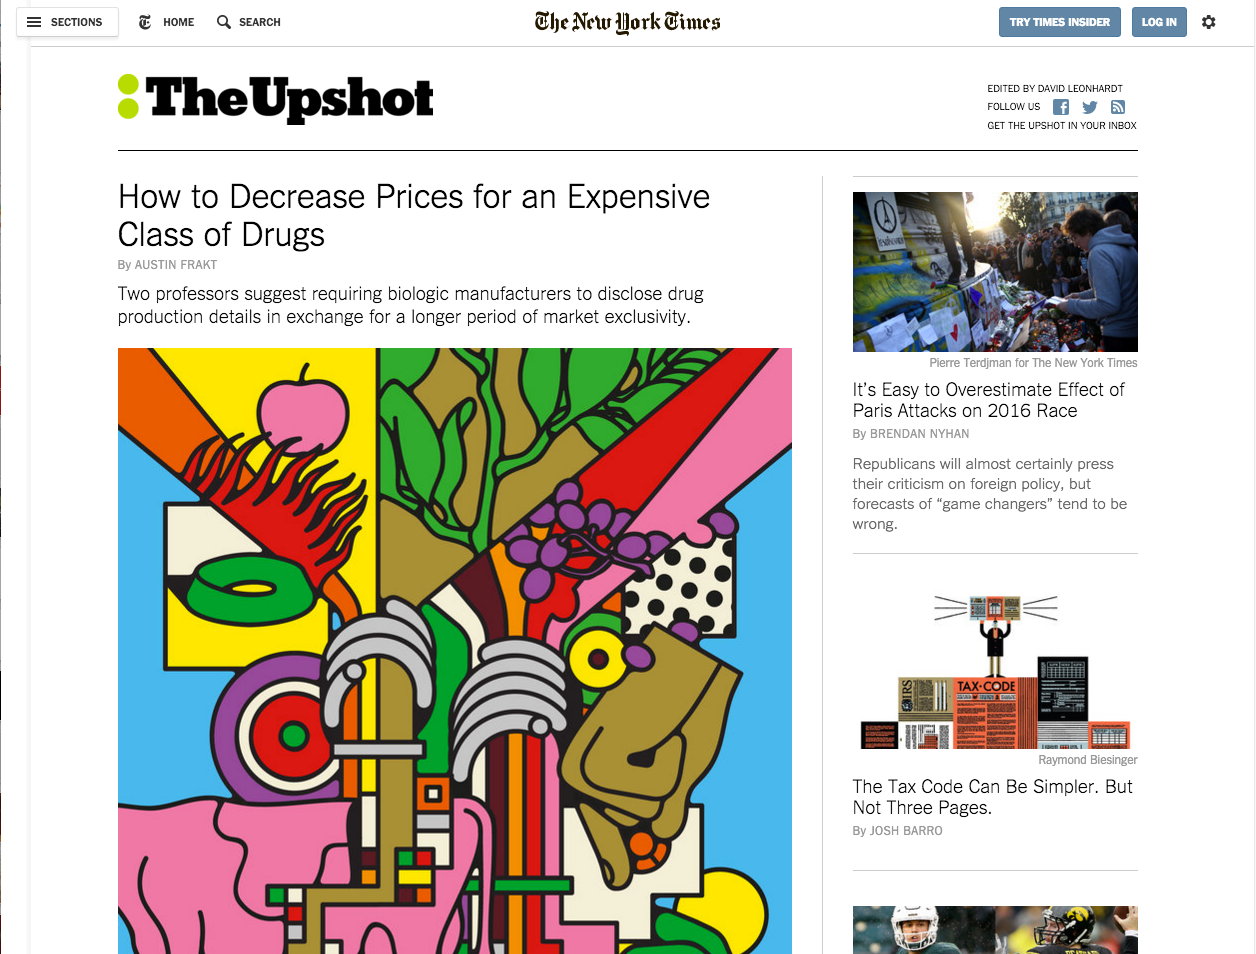 SECTIONS
HOME
SEARCH
The New York Times
TRY TIMES INSIDER
LOG IN
TheUpshot
EDITED BY DAVID LEONHARDT
FOLLOW US
GET THE UPSHOT IN YOUR INBOX
How to Decrease Prices for an Expensive
Class of Drugs
By AUSTIN FRAKT
Two professors suggest requiring biologic manufacturers to disclose drug
production details in exchange for a longer period of market exclusivity.
Pierre Terdjman for The New York Times
It’s Easy to Overestimate Effect of
Paris Attacks on 2016 Race
By BRENDAN NYHAN
Republicans will almost certainly press
their criticism on foreign policy, but
forecasts of “game changers” tend to be
wrong.
IRS
TAX·CODE
Raymond Biesinger
The Tax Code Can Be Simpler. But
Not Three Pages.
By JOSH BARRO